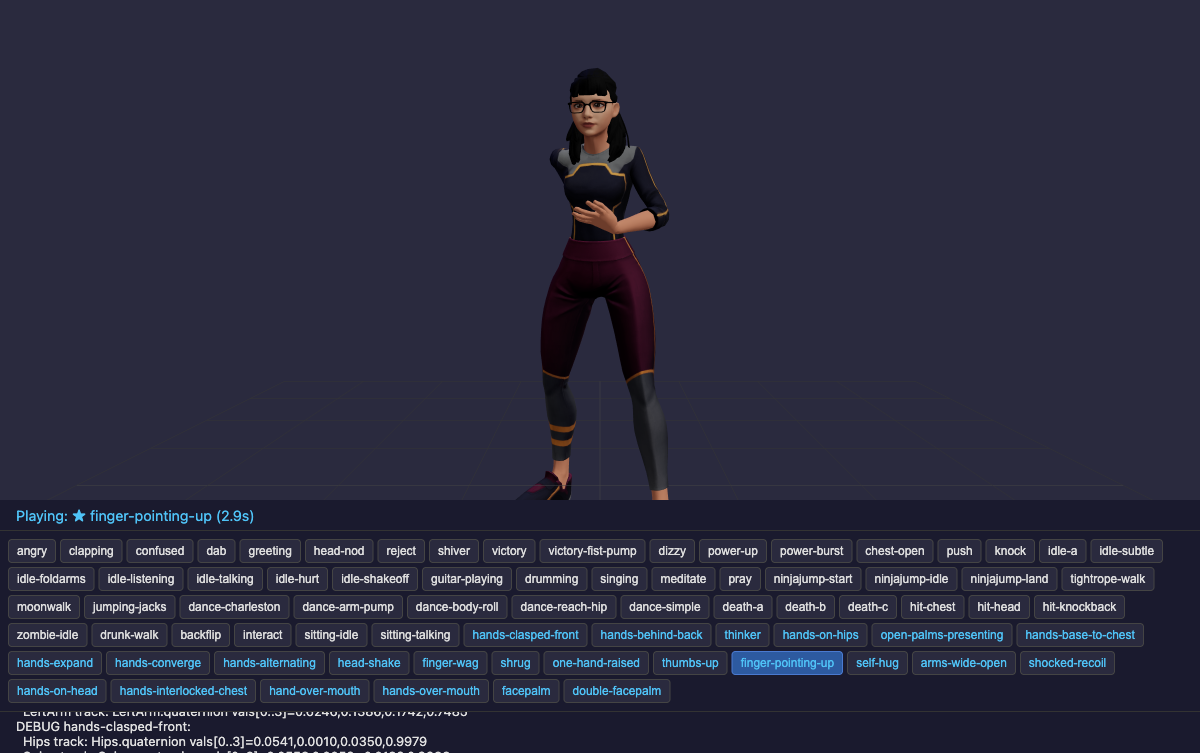 Playing: ★ finger-pointing-up (2.9s)
angry clapping confused dab greeting head-nod reject shiver victory victory-fist-pump dizzy power-up power-burst chest-open push knock idle-a idle-subtle
idle-foldarms idle-listening idle-talking idle-hurt idle-shakeoff guitar-playing drumming singing meditate pray ninjajump-start ninjajump-idle ninjajump-land tightrope-walk
moonwalk jumping-jacks dance-charleston dance-arm-pump dance-body-roll dance-reach-hip dance-simple death-a death-b death-c hit-chest hit-head hit-knockback
zombie-idle drunk-walk backflip interact sitting-idle sitting-talking hands-clasped-front hands-behind-back thinker hands-on-hips open-palms-presenting hands-base-to-chest
hands-expand hands-converge hands-alternating head-shake finger-wag shrug one-hand-raised thumbs-up finger-pointing-up self-hug arms-wide-open shocked-recoil
hands-on-head hands-interlocked-chest hand-over-mouth hands-over-mouth facepalm double-facepalm
LeftArm track: LeftArm.quaternion
DEBUG hands-clasped-front:
Hips track: Hips.quaternion vals[0..3]=0.0541,0.0010,0.0350,0.9979